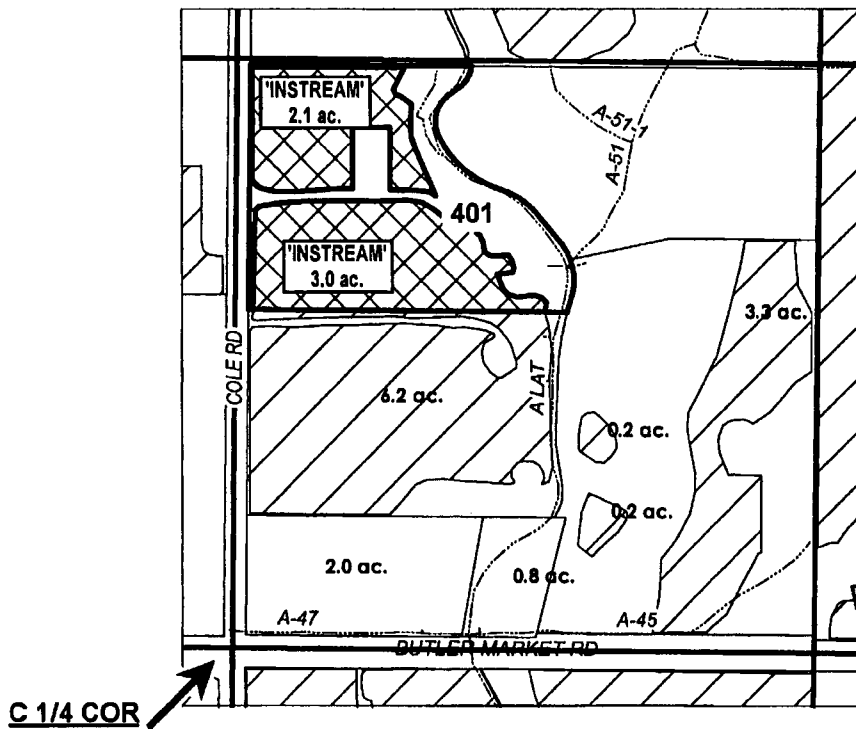 'INSTREAM'
2.1 ac.
A-51-1
A-51
401
'INSTREAM'
3.0 ac.
3.3 ac.
COLE RD
6.2 ac.
A LAT
0.2 ac.
0.2 ac.
2.0 ac.
0.8 ac.
A-47
A-45
BUTLER MARKET RD
C 1/4 COR